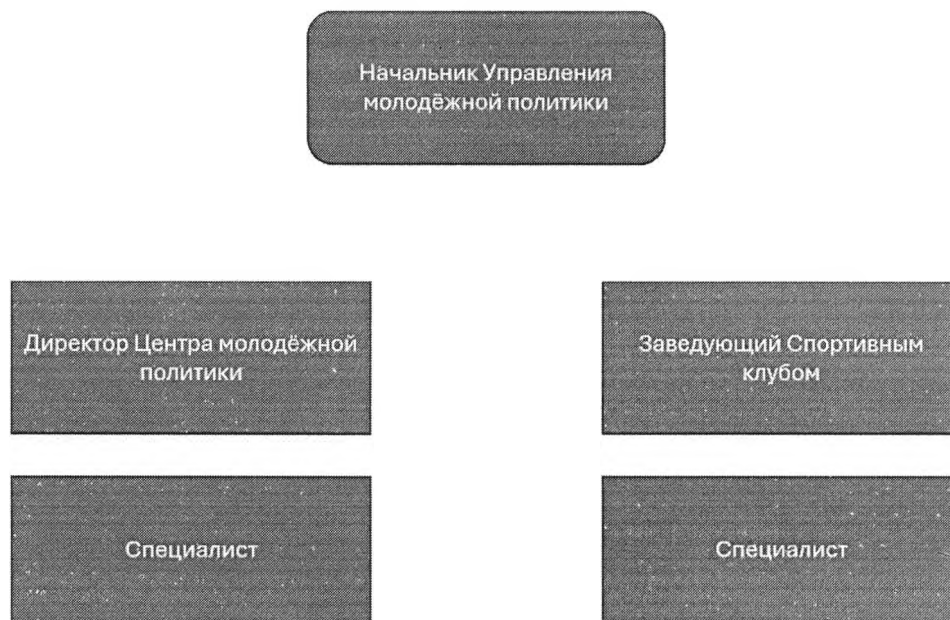 Начальник Управления
молодёжной политики
Директор Центра молодёжной
политики
Заведующий Спортивным
клубом
Специалист
Специалист